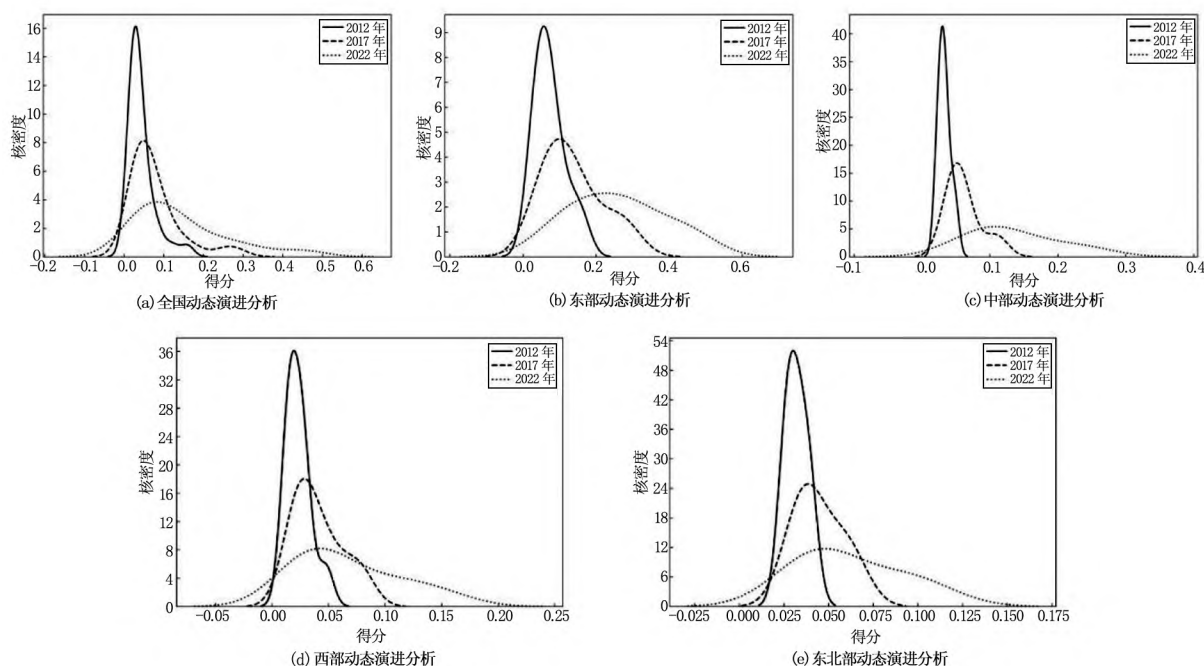 16
14
12
10
8
6
4
2
0
核密度
-0.2 -0.1 0.0 0.1 0.2 0.3 0.4 0.5 0.6
得分
2012 年
2017 年
2022 年
(a) 全国动态演进分析
9
8
7
6
5
4
3
2
1
0
核密度
-0.2 0.0 0.2 0.4 0.6
得分
2012 年
2017 年
2022 年
(b) 东部动态演进分析
40
35
30
25
20
15
10
5
0
核密度
-0.1 0.0 0.1 0.2 0.3 0.4
得分
2012 年
2017 年
2022 年
(c) 中部动态演进分析
36
32
28
24
20
16
12
8
4
0
核密度
-0.05 0.00 0.05 0.10 0.15 0.20 0.25
得分
2012 年
2017 年
2022 年
(d) 西部动态演进分析
54
48
42
36
30
24
18
12
6
0
核密度
-0.025 0.000 0.025 0.050 0.075 0.100 0.125 0.150 0.175
得分
2012 年
2017 年
2022 年
(e) 东北部动态演进分析